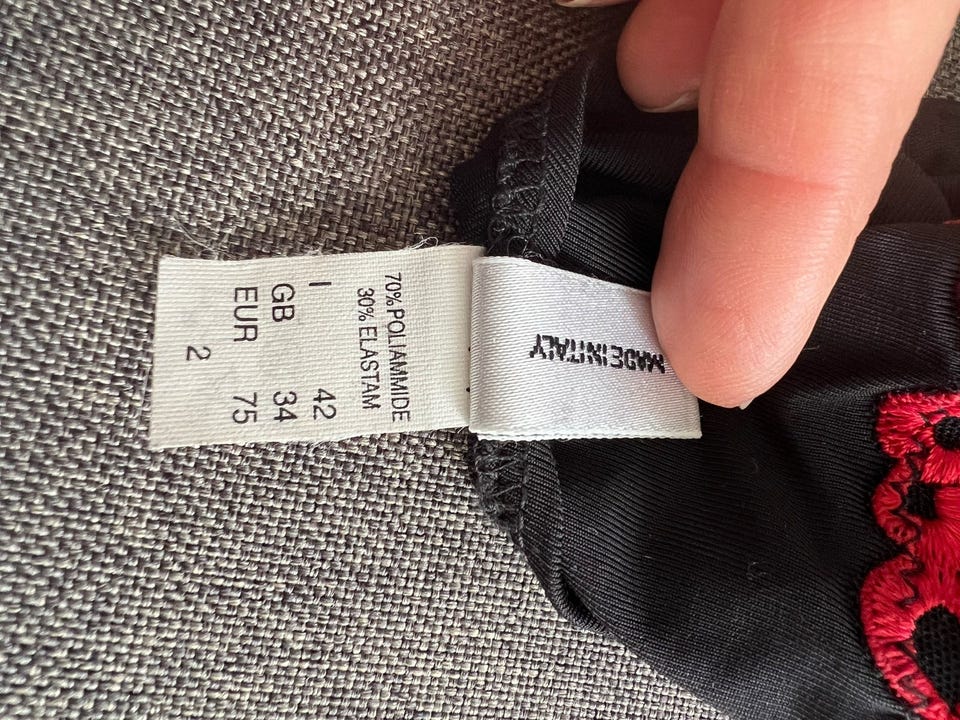 70% POLIAMMIDE
30% ELASTAM
I 42
GB 34
EUR 75
2
MADE IN ITALY